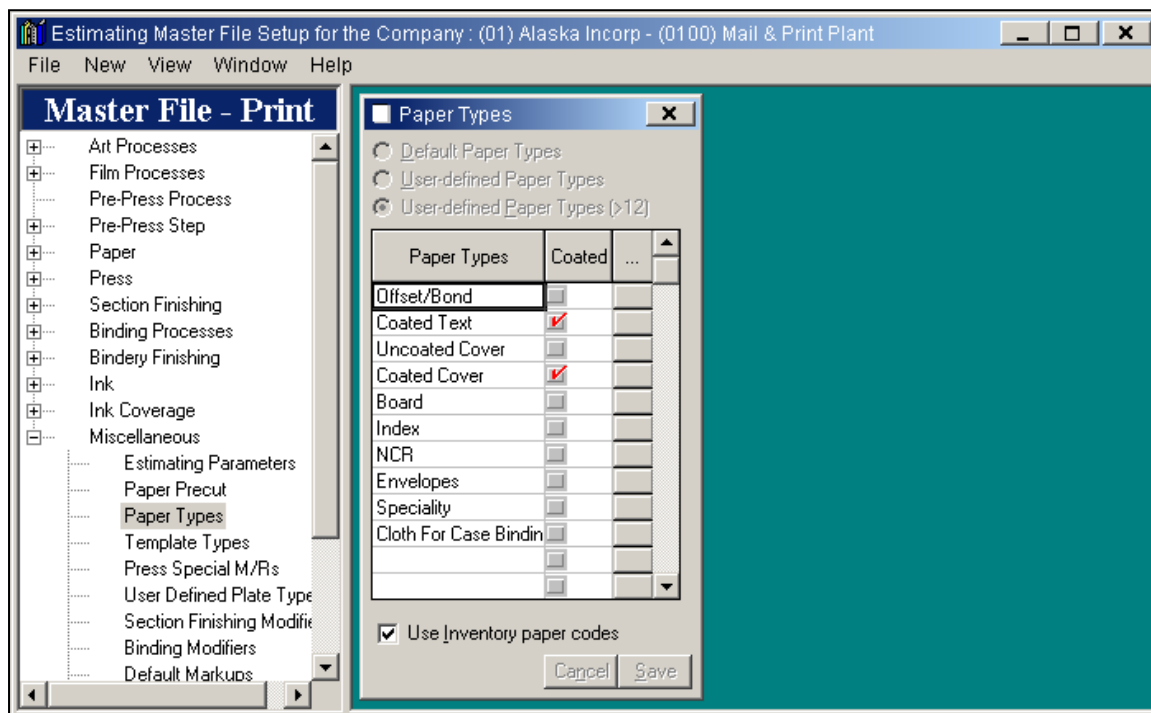 Estimating Master File Setup for the Company : (01) Alaska Incorp - (0100) Mail & Print Plant
File New View Window Help
Master File - Print
Art Processes
Film Processes
Pre-Press Process
Pre-Press Step
Paper
Press
Section Finishing
Binding Processes
Bindery Finishing
Ink
Ink Coverage
Miscellaneous
Estimating Parameters
Paper Precut
Paper Types
Template Types
Press Special M/Rs
User Defined Plate Type
Section Finishing Modifie
Binding Modifiers
Default Markups
Paper Types
Default Paper Types
User-defined Paper Types
User-defined Paper Types (>12)
Paper Types Coated ...
Offset/Bond
Coated Text
Uncoated Cover
Coated Cover
Board
Index
NCR
Envelopes
Speciality
Cloth For Case Bindin
Use Inventory paper codes
Cancel Save